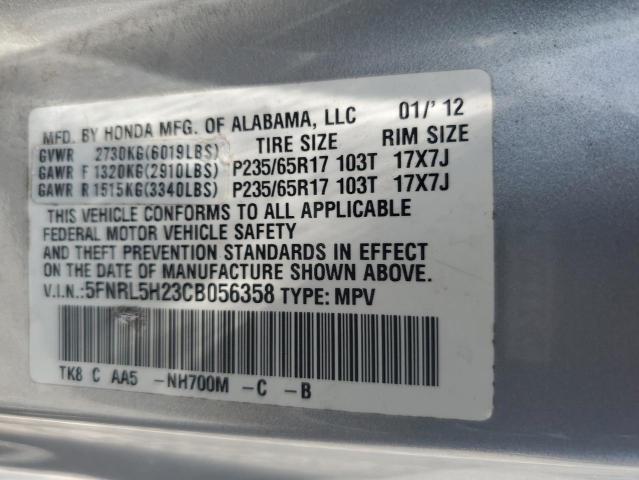 MFD. BY HONDA MFG. OF ALABAMA, LLC 01/'12
GVWR 2730KG(6019LBS) TIRE SIZE RIM SIZE
GAWR F 1320KG(2910LBS) P235/65R17 103T 17X7J
GAWR R 1515KG(3340LBS) P235/65R17 103T 17X7J
THIS VEHICLE CONFORMS TO ALL APPLICABLE
FEDERAL MOTOR VEHICLE SAFETY
AND THEFT PREVENTION STANDARDS IN EFFECT
ON THE DATE OF MANUFACTURE SHOWN ABOVE.
V.I.N.:5FNRL5H23CB056358 TYPE: MPV
TK8 C AA5 -NH700M -C -B